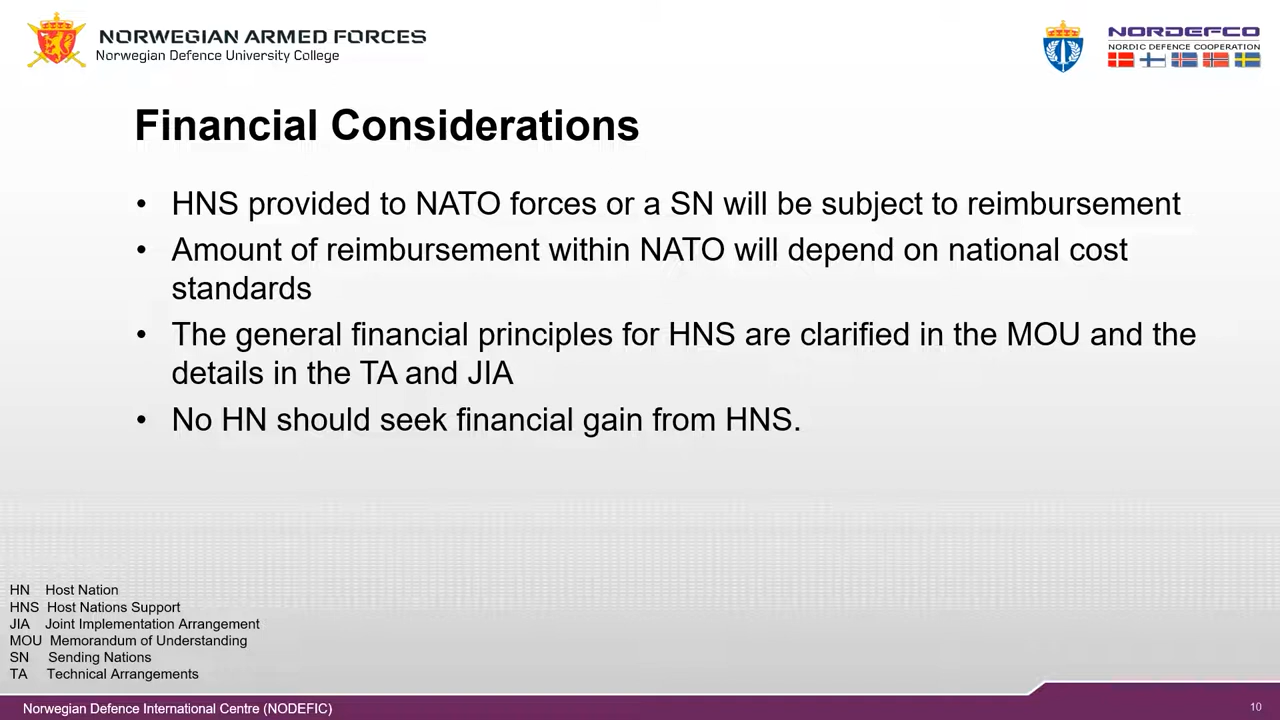 NORWEGIAN ARMED FORCES
Norwegian Defence University College
NORDEFCO
NORDIC DEFENCE COOPERATION
Financial Considerations
• HNS provided to NATO forces or a SN will be subject to reimbursement
• Amount of reimbursement within NATO will depend on national cost
standards
• The general financial principles for HNS are clarified in the MOU and the
details in the TA and JIA
• No HN should seek financial gain from HNS.
HN Host Nation
HNS Host Nations Support
JIA Joint Implementation Arrangement
MOU Memorandum of Understanding
SN Sending Nations
TA Technical Arrangements
Norwegian Defence International Centre (NODEFIC)
10